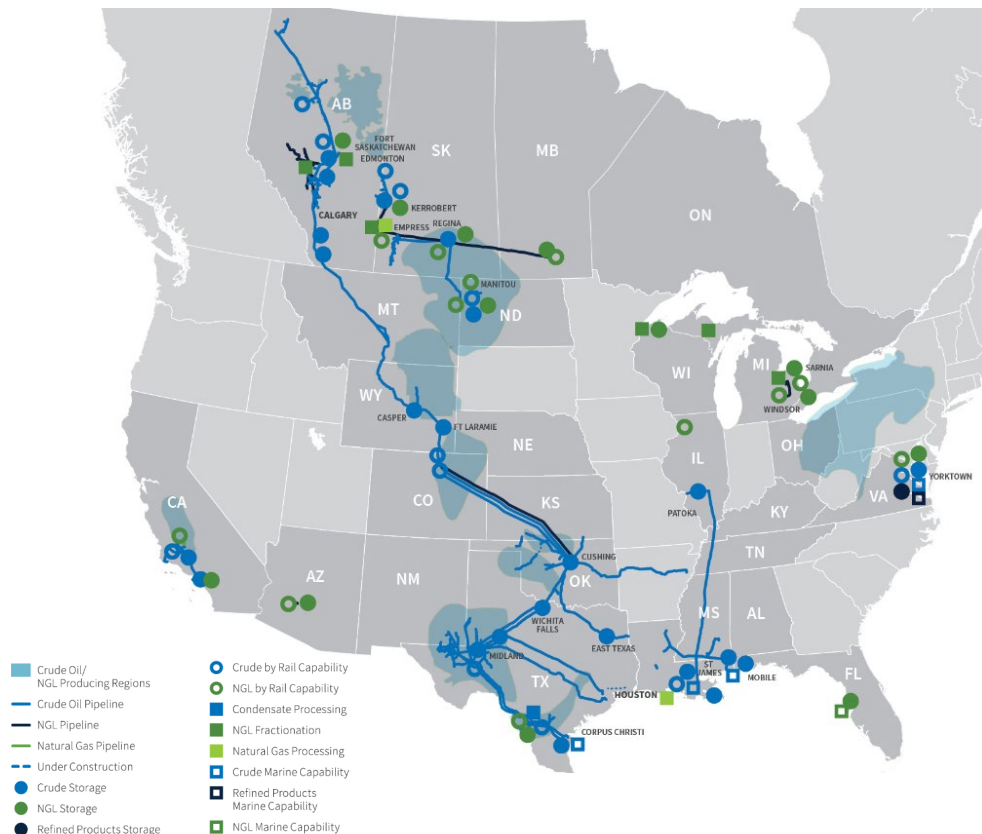 AB
SK
MB
ON
FORT
SASKATCHEWAN
EDMONTON
KERROBERT
CALGARY
EMPRESS
REGINA
MANITOU
MT
ND
WI
MI
SARNIA
WINDSOR
WY
CASPER
FT LARAMIE
NE
IL
OH
YORKTOWN
VA
CA
CO
KS
PATOKA
KY
CUSHING
TN
AZ
NM
OK
MS
AL
WICHITA
FALLS
EAST TEXAS
MIDLAND
ST
JAMES
MOBILE
TX
HOUSTON
FL
CORPUS CHRISTI
Crude Oil/
NGL Producing Regions
Crude Oil Pipeline
NGL Pipeline
Natural Gas Pipeline
Under Construction
Crude Storage
NGL Storage
Refined Products Storage
Crude by Rail Capability
NGL by Rail Capability
Condensate Processing
NGL Fractionation
Natural Gas Processing
Crude Marine Capability
Refined Products
Marine Capability
NGL Marine Capability